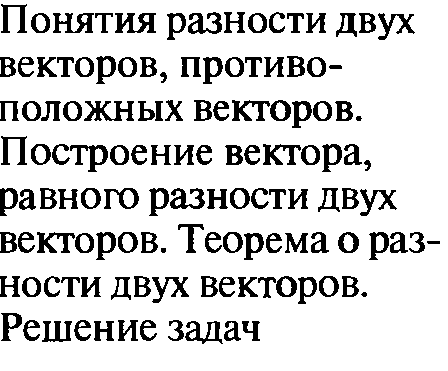 Понятия разности двух
векторов, противо-
положных векторов.
Построение вектора,
равного разности двух
векторов. Теорема о раз-
ности двух векторов.
Решение задач